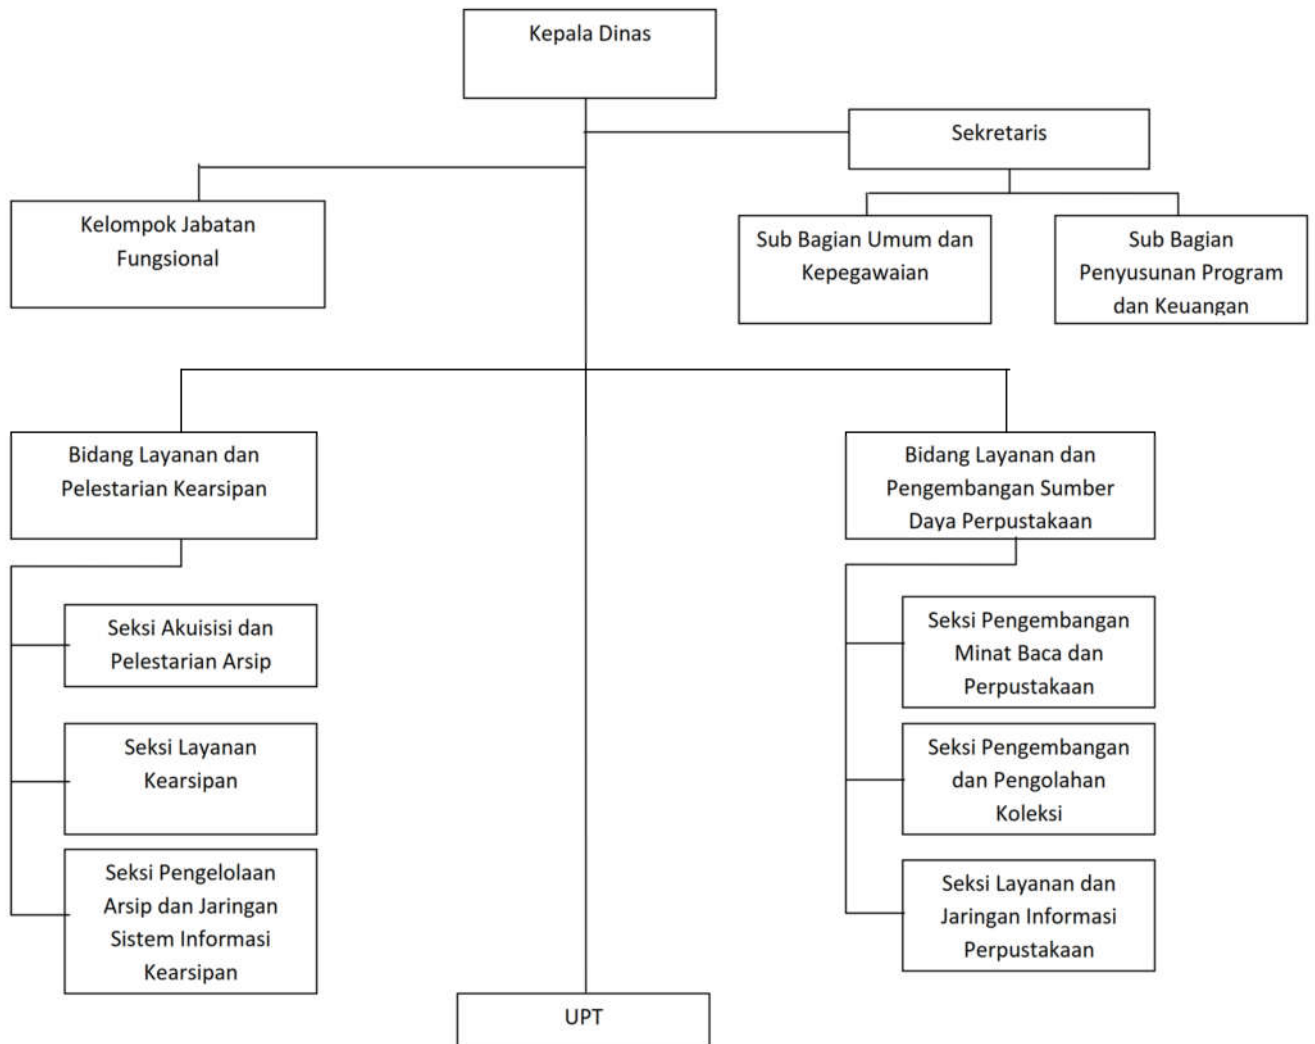 Kepala Dinas
Sekretaris
Kelompok Jabatan
Fungsional
Sub Bagian Umum dan
Kepegawaian
Sub Bagian
Penyusunan Program
dan Keuangan
Bidang Layanan dan
Pelestarian Kearsipan
Bidang Layanan dan
Pengembangan Sumber
Daya Perpustakaan
Seksi Akuisisi dan
Pelestarian Arsip
Seksi Layanan
Kearsipan
Seksi Pengelolaan
Arsip dan Jaringan
Sistem Informasi
Kearsipan
Seksi Pengembangan
Minat Baca dan
Perpustakaan
Seksi Pengembangan
dan Pengolahan
Koleksi
Seksi Layanan dan
Jaringan Informasi
Perpustakaan
UPT